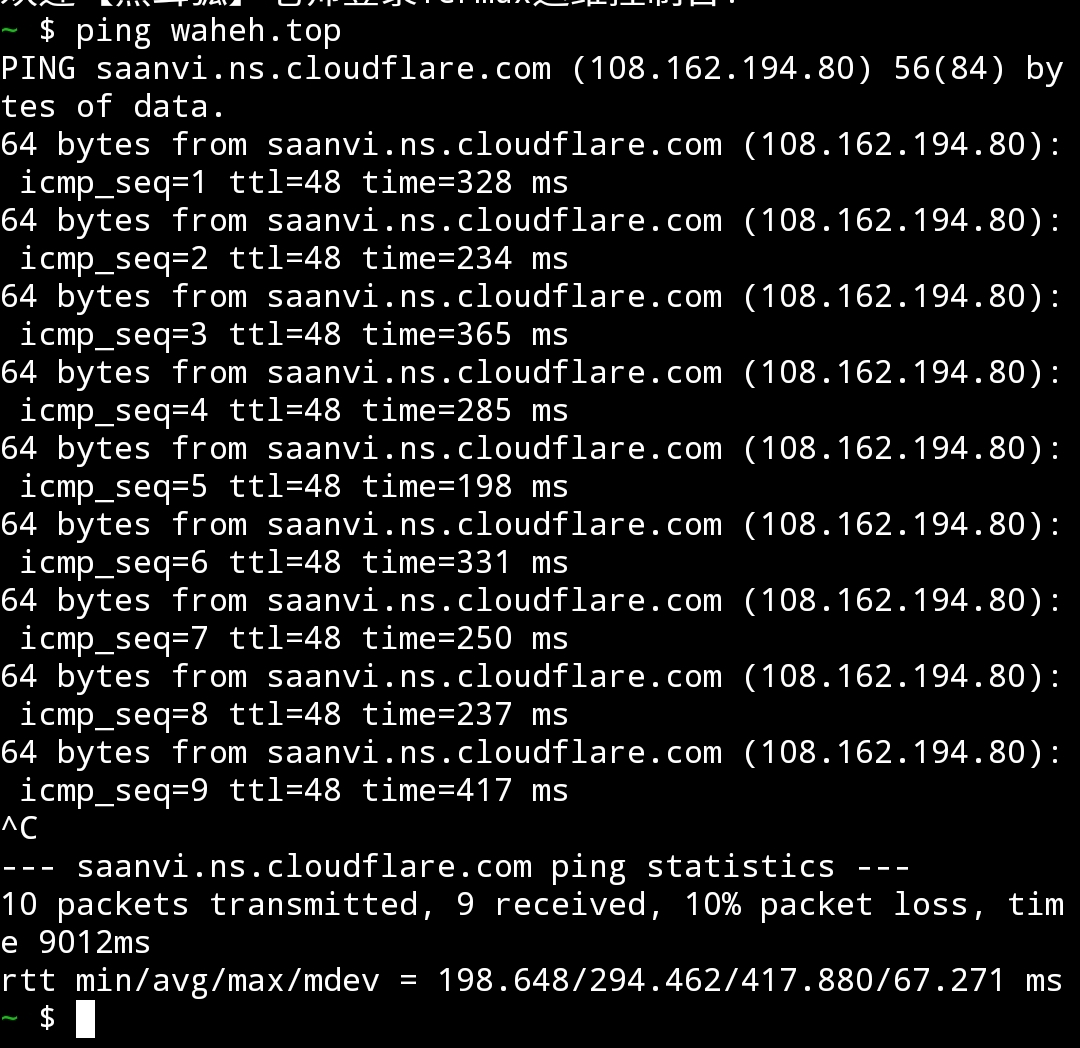 ~ $ ping waheh.top
PING saanvi.ns.cloudflare.com (108.162.194.80) 56(84) by
tes of data.
64 bytes from saanvi.ns.cloudflare.com (108.162.194.80):
 icmp_seq=1 ttl=48 time=328 ms
64 bytes from saanvi.ns.cloudflare.com (108.162.194.80):
 icmp_seq=2 ttl=48 time=234 ms
64 bytes from saanvi.ns.cloudflare.com (108.162.194.80):
 icmp_seq=3 ttl=48 time=365 ms
64 bytes from saanvi.ns.cloudflare.com (108.162.194.80):
 icmp_seq=4 ttl=48 time=285 ms
64 bytes from saanvi.ns.cloudflare.com (108.162.194.80):
 icmp_seq=5 ttl=48 time=198 ms
64 bytes from saanvi.ns.cloudflare.com (108.162.194.80):
 icmp_seq=6 ttl=48 time=331 ms
64 bytes from saanvi.ns.cloudflare.com (108.162.194.80):
 icmp_seq=7 ttl=48 time=250 ms
64 bytes from saanvi.ns.cloudflare.com (108.162.194.80):
 icmp_seq=8 ttl=48 time=237 ms
64 bytes from saanvi.ns.cloudflare.com (108.162.194.80):
 icmp_seq=9 ttl=48 time=417 ms
^C
--- saanvi.ns.cloudflare.com ping statistics ---
10 packets transmitted, 9 received, 10% packet loss, tim
e 9012ms
rtt min/avg/max/mdev = 198.648/294.462/417.880/67.271 ms
~ $